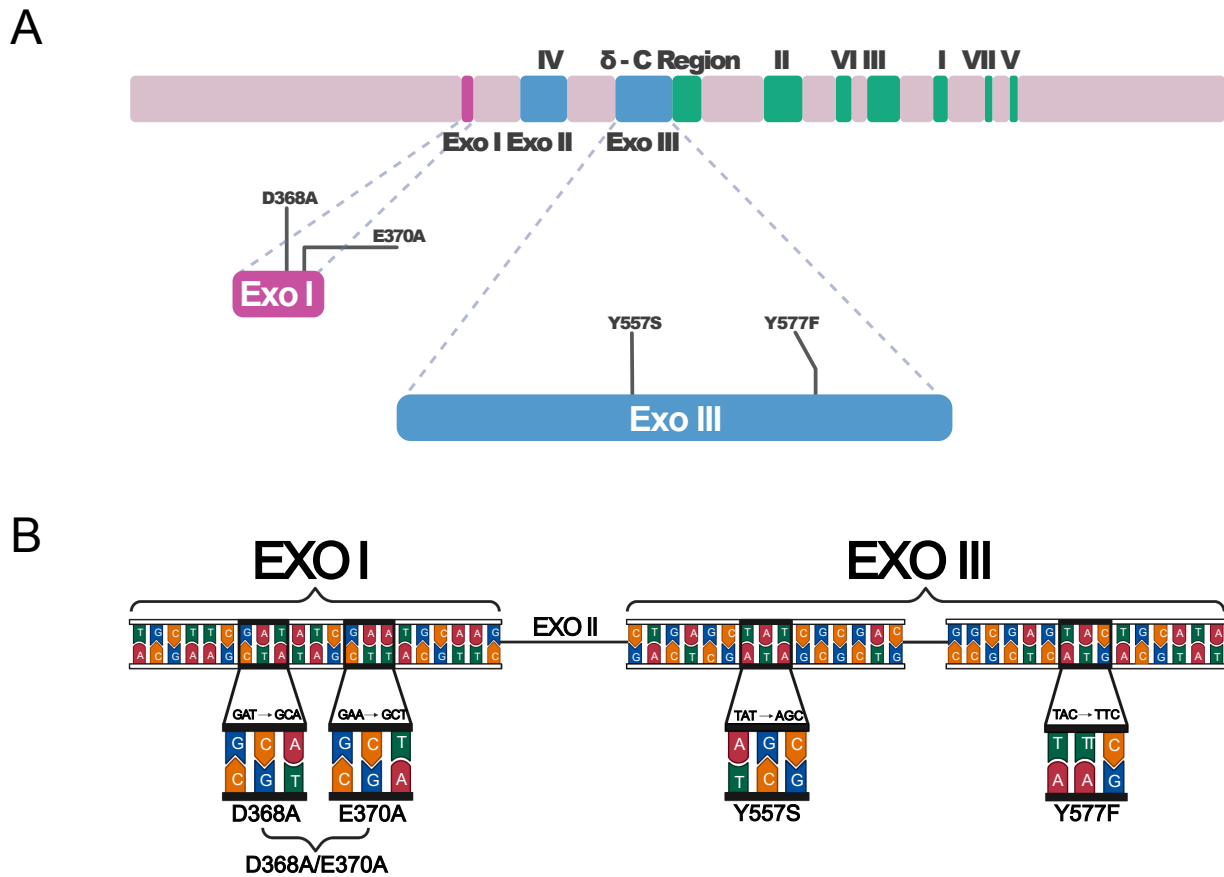 A
IV δ - C Region II VI III I VII V
Exo I Exo II Exo III
D368A
E370A
Exo I
Y557S Y577F
Exo III
B
EXO I EXO III
EXO II
T G C T T C G A T A T C G A A T G C A A G
A C G A A G C T A T A G C T T A C G T T C
C T G A G C T A T C G C G A C
G A C T C G A T A G C G C T G
G G C G A G T A C T G C A T A
C C G C T C A T G A C G T A T
GAT→GCA GAA→GCT TAT→AGC TAC→TTC
G C A G C T A G C T T C
C G T C G A T C G A A G
D368A E370A Y557S Y577F
D368A/E370A